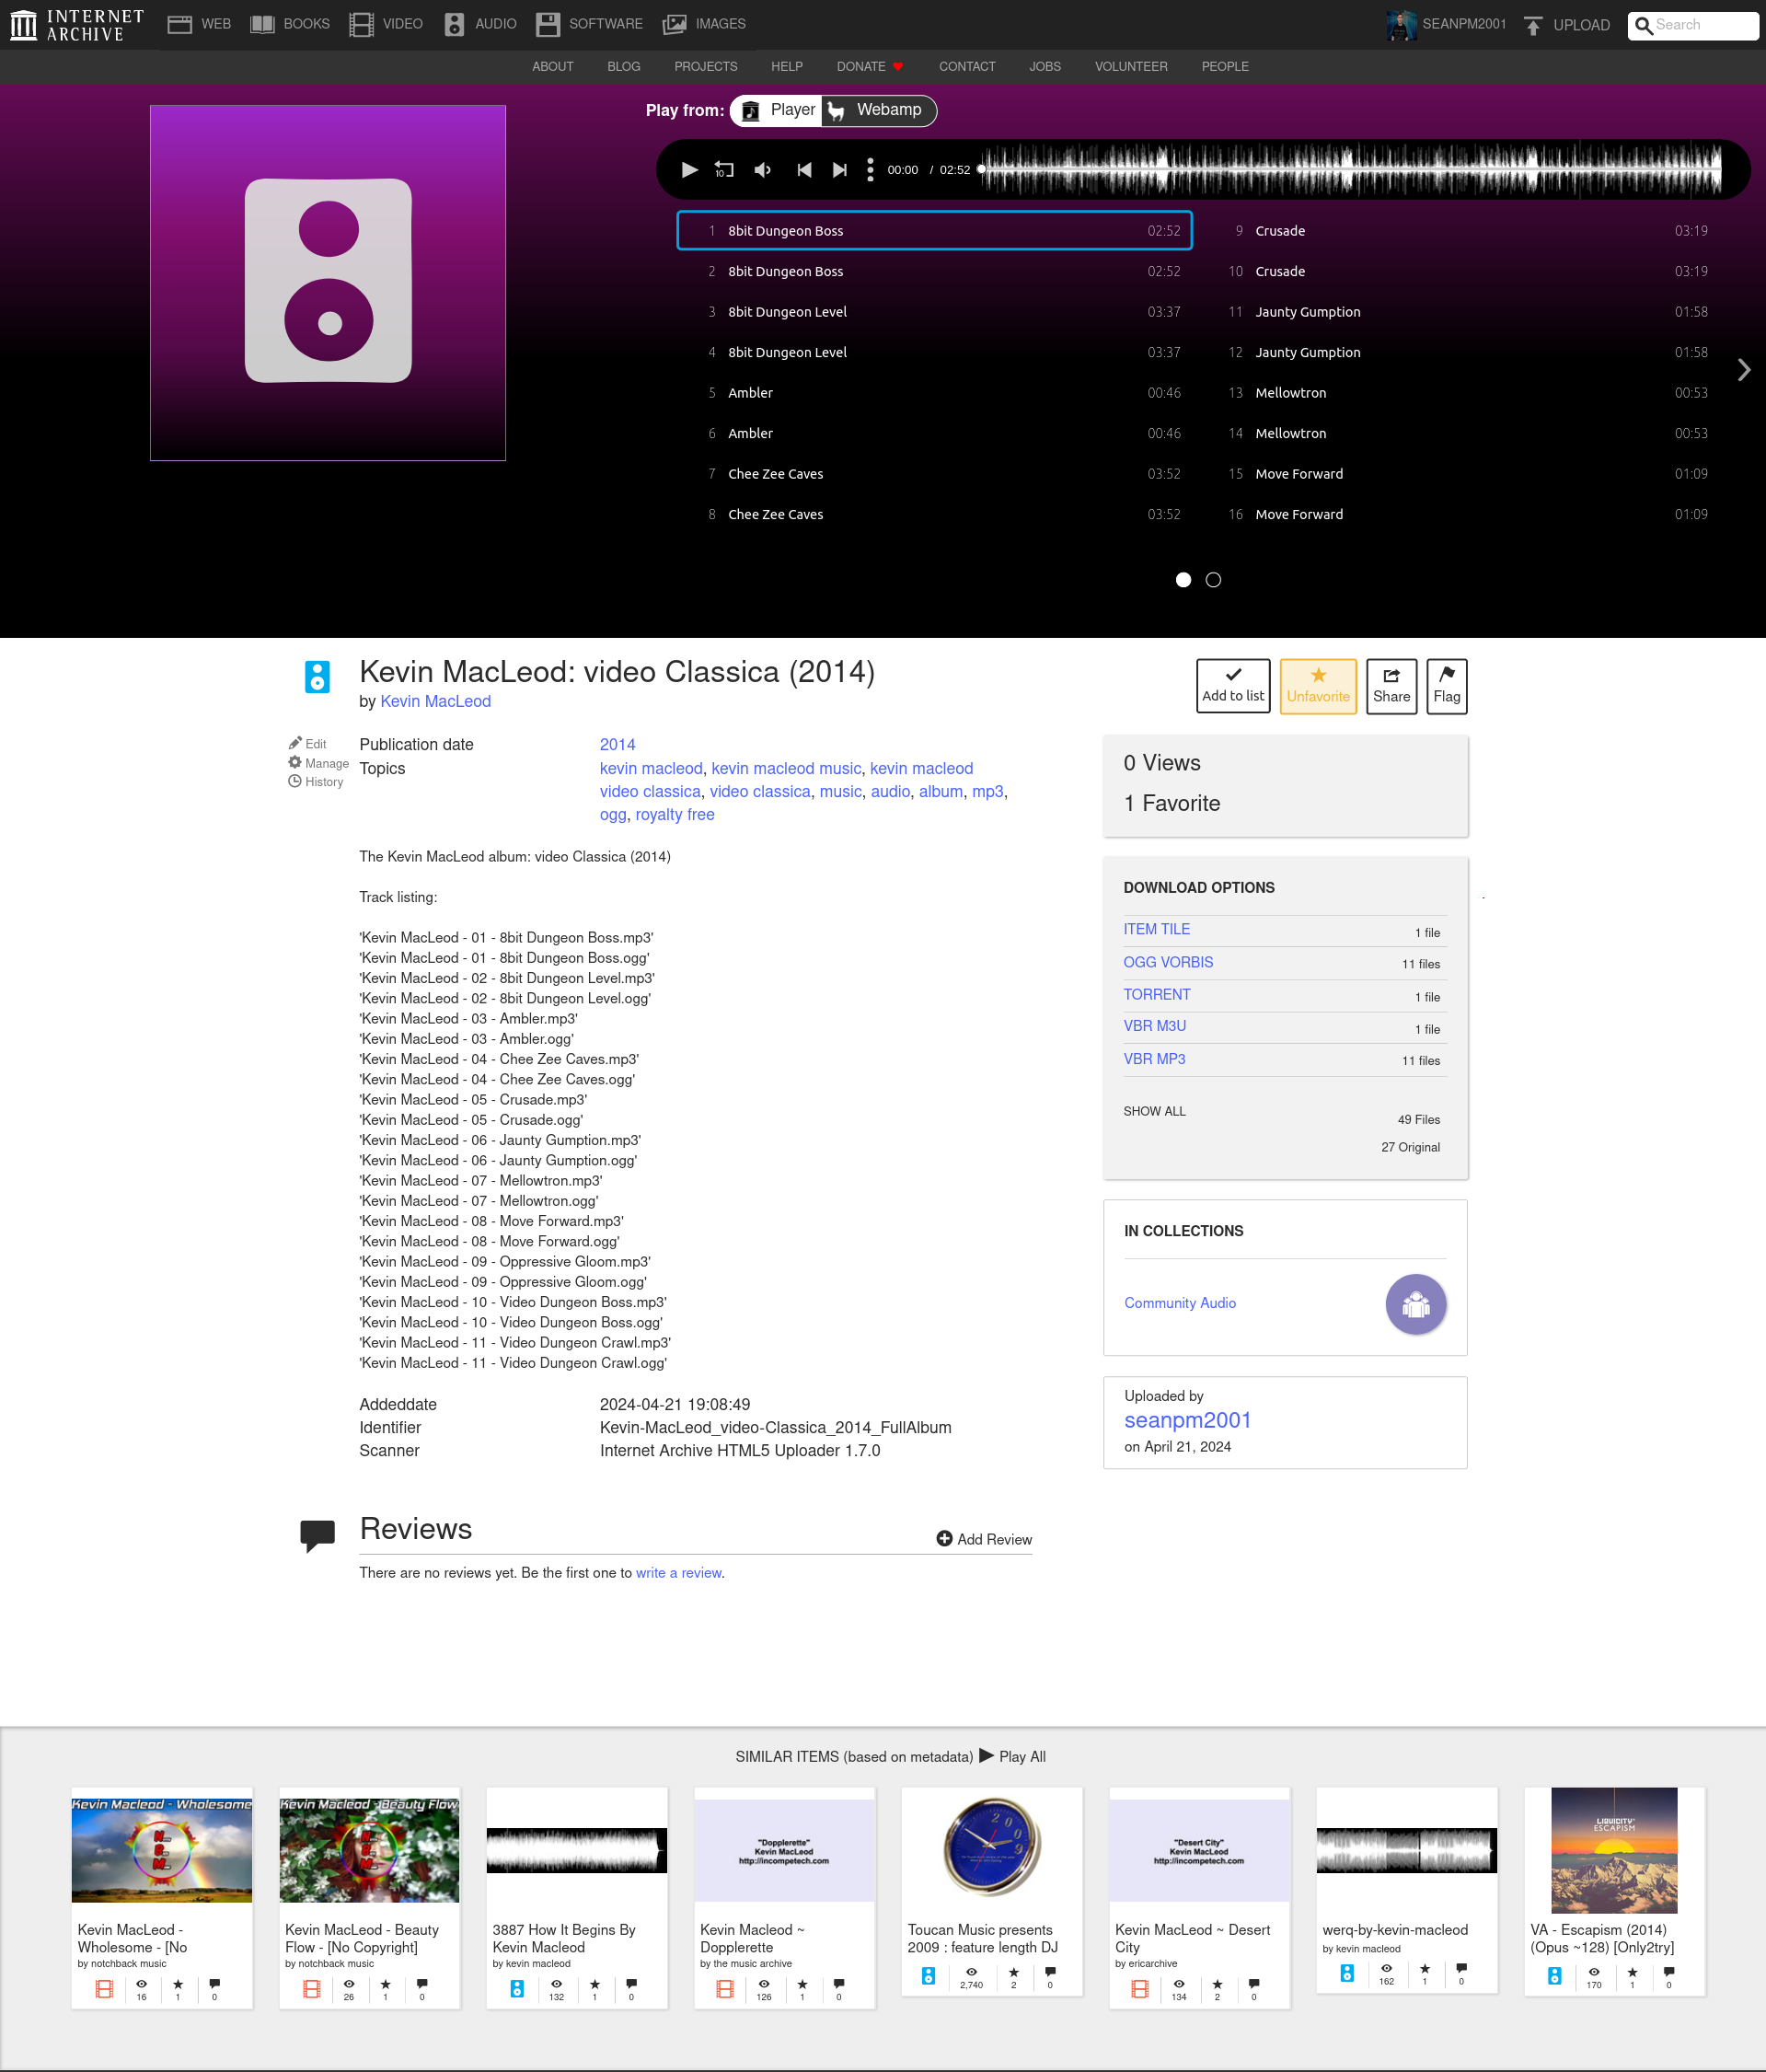 INTERNET
ARCHIVE
WEB BOOKS VIDEO AUDIO SOFTWARE IMAGES
SEANPM2001 UPLOAD Search
ABOUT BLOG PROJECTS HELP DONATE CONTACT JOBS VOLUNTEER PEOPLE
Play from: Player Webamp
10 00:00 / 02:52
1 8bit Dungeon Boss 02:52
2 8bit Dungeon Boss 02:52
3 8bit Dungeon Level 03:37
4 8bit Dungeon Level 03:37
5 Ambler 00:46
6 Ambler 00:46
7 Chee Zee Caves 03:52
8 Chee Zee Caves 03:52
9 Crusade 03:19
10 Crusade 03:19
11 Jaunty Gumption 01:58
12 Jaunty Gumption 01:58
13 Mellowtron 00:53
14 Mellowtron 00:53
15 Move Forward 01:09
16 Move Forward 01:09
Kevin MacLeod: video Classica (2014)
by Kevin MacLeod
Add to list Unfavorite Share Flag
Edit
Manage
History
Publication date 2014
Topics kevin macleod, kevin macleod music, kevin macleod
video classica, video classica, music, audio, album, mp3,
ogg, royalty free
The Kevin MacLeod album: video Classica (2014)
Track listing:
'Kevin MacLeod - 01 - 8bit Dungeon Boss.mp3'
'Kevin MacLeod - 01 - 8bit Dungeon Boss.ogg'
'Kevin MacLeod - 02 - 8bit Dungeon Level.mp3'
'Kevin MacLeod - 02 - 8bit Dungeon Level.ogg'
'Kevin MacLeod - 03 - Ambler.mp3'
'Kevin MacLeod - 03 - Ambler.ogg'
'Kevin MacLeod - 04 - Chee Zee Caves.mp3'
'Kevin MacLeod - 04 - Chee Zee Caves.ogg'
'Kevin MacLeod - 05 - Crusade.mp3'
'Kevin MacLeod - 05 - Crusade.ogg'
'Kevin MacLeod - 06 - Jaunty Gumption.mp3'
'Kevin MacLeod - 06 - Jaunty Gumption.ogg'
'Kevin MacLeod - 07 - Mellowtron.mp3'
'Kevin MacLeod - 07 - Mellowtron.ogg'
'Kevin MacLeod - 08 - Move Forward.mp3'
'Kevin MacLeod - 08 - Move Forward.ogg'
'Kevin MacLeod - 09 - Oppressive Gloom.mp3'
'Kevin MacLeod - 09 - Oppressive Gloom.ogg'
'Kevin MacLeod - 10 - Video Dungeon Boss.mp3'
'Kevin MacLeod - 10 - Video Dungeon Boss.ogg'
'Kevin MacLeod - 11 - Video Dungeon Crawl.mp3'
'Kevin MacLeod - 11 - Video Dungeon Crawl.ogg'
Addeddate 2024-04-21 19:08:49
Identifier Kevin-MacLeod_video-Classica_2014_FullAlbum
Scanner Internet Archive HTML5 Uploader 1.7.0
0 Views
1 Favorite
DOWNLOAD OPTIONS
ITEM TILE 1 file
OGG VORBIS 11 files
TORRENT 1 file
VBR M3U 1 file
VBR MP3 11 files
SHOW ALL 49 Files
27 Original
IN COLLECTIONS
Community Audio
Uploaded by
seanpm2001
on April 21, 2024
Reviews Add Review
There are no reviews yet. Be the first one to write a review.
SIMILAR ITEMS (based on metadata) Play All
Kevin Macleod - Wholesome
Kevin MacLeod -
Wholesome - [No
by notchback music
16 1 0
Kevin Macleod - Beauty Flow
Kevin MacLeod - Beauty
Flow - [No Copyright]
by notchback music
26 1 0
3887 How It Begins By
Kevin Macleod
by kevin macleod
132 1 0
"Dopplerette"
Kevin MacLeod
http://incompetech.com
Kevin Macleod ~
Dopplerette
by the music archive
126 1 0
2009
Toucan Music presents
2009 : feature length DJ
2,740 2 0
"Desert City"
Kevin MacLeod
http://incompetech.com
Kevin MacLeod ~ Desert
City
by ericarchive
134 2 0
werq-by-kevin-macleod
by kevin macleod
162 1 0
LIQUICITY
ESCAPISM
VA - Escapism (2014)
(Opus ~128) [Only2try]
170 1 0